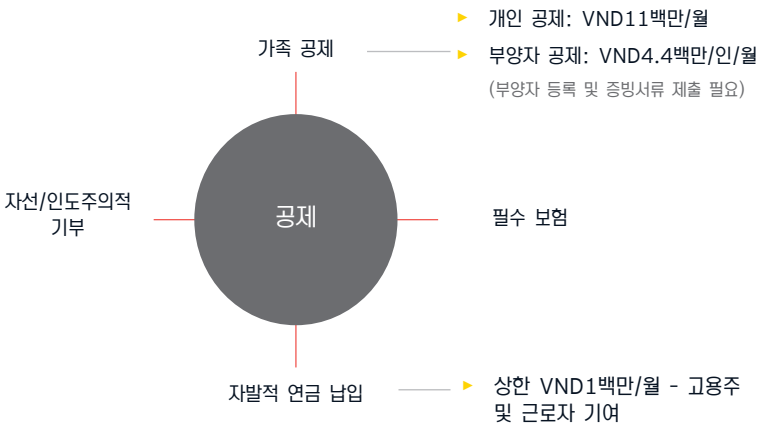 가족 공제
► 개인 공제: VND11백만/월
► 부양자 공제: VND4.4백만/인/월
(부양자 등록 및 증빙서류 제출 필요)
자선/인도주의적
기부
공제
필수 보험
자발적 연금 납입
► 상한 VND1백만/월 - 고용주
및 근로자 기여